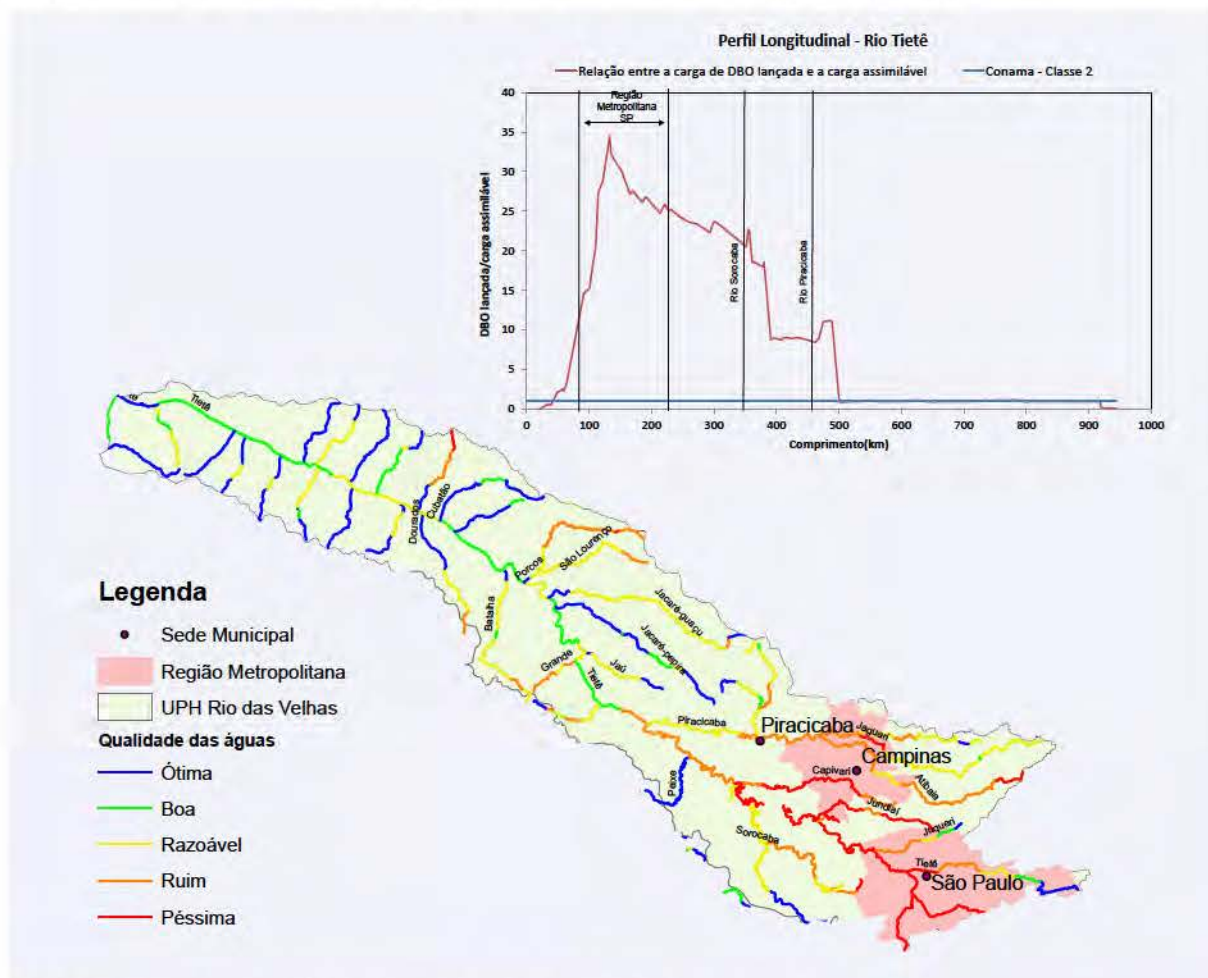 Perfil Longitudinal - Rio Tietê
Relação entre a carga de DBO lançada e a carga assimilável
Conama - Classe 2
DBO lançada/carga assimilável
40
35
30
25
20
15
10
5
0
Região
Metropolitana
SP
Rio Sorocaba
Rio Piracicaba
0
100
200
300
400
500
600
700
800
900
1000
Comprimento(km)
Tietê
Dourados
Cubatão
Porcos
São Lourenço
Batalha
Jacaré-guaçu
Jacaré-pepira
Grande
Jaú
Tietê
Piracicaba
Piracicaba
Jaquari
Campinas
Capivari
Atibaia
Peixe
Jundiaí
Sorocaba
Jaquari
Tietê
São Paulo
Legenda
Sede Municipal
Região Metropolitana
UPH Rio das Velhas
Qualidade das águas
Ótima
Boa
Razoável
Ruim
Péssima